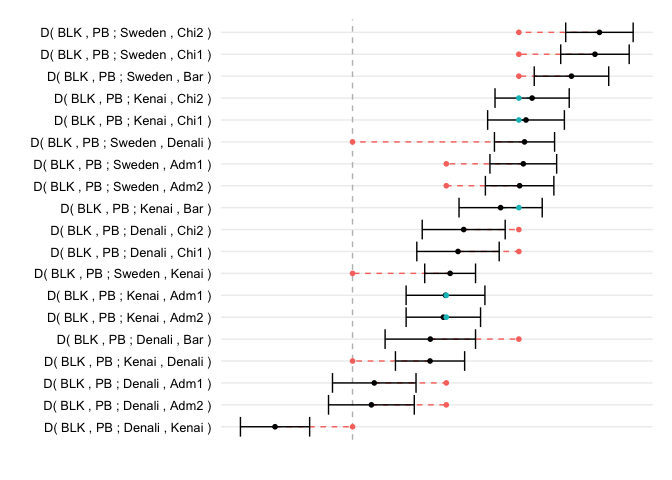 D( BLK , PB ; Sweden , Chi2 )
D( BLK , PB ; Sweden , Chi1 )
D( BLK , PB ; Sweden , Bar )
D( BLK , PB ; Kenai , Chi2 )
D( BLK , PB ; Kenai , Chi1 )
D( BLK , PB ; Sweden , Denali )
D( BLK , PB ; Sweden , Adm1 )
D( BLK , PB ; Sweden , Adm2 )
D( BLK , PB ; Kenai , Bar )
D( BLK , PB ; Denali , Chi2 )
D( BLK , PB ; Denali , Chi1 )
D( BLK , PB ; Sweden , Kenai )
D( BLK , PB ; Kenai , Adm1 )
D( BLK , PB ; Kenai , Adm2 )
D( BLK , PB ; Denali , Bar )
D( BLK , PB ; Kenai , Denali )
D( BLK , PB ; Denali , Adm1 )
D( BLK , PB ; Denali , Adm2 )
D( BLK , PB ; Denali , Kenai )